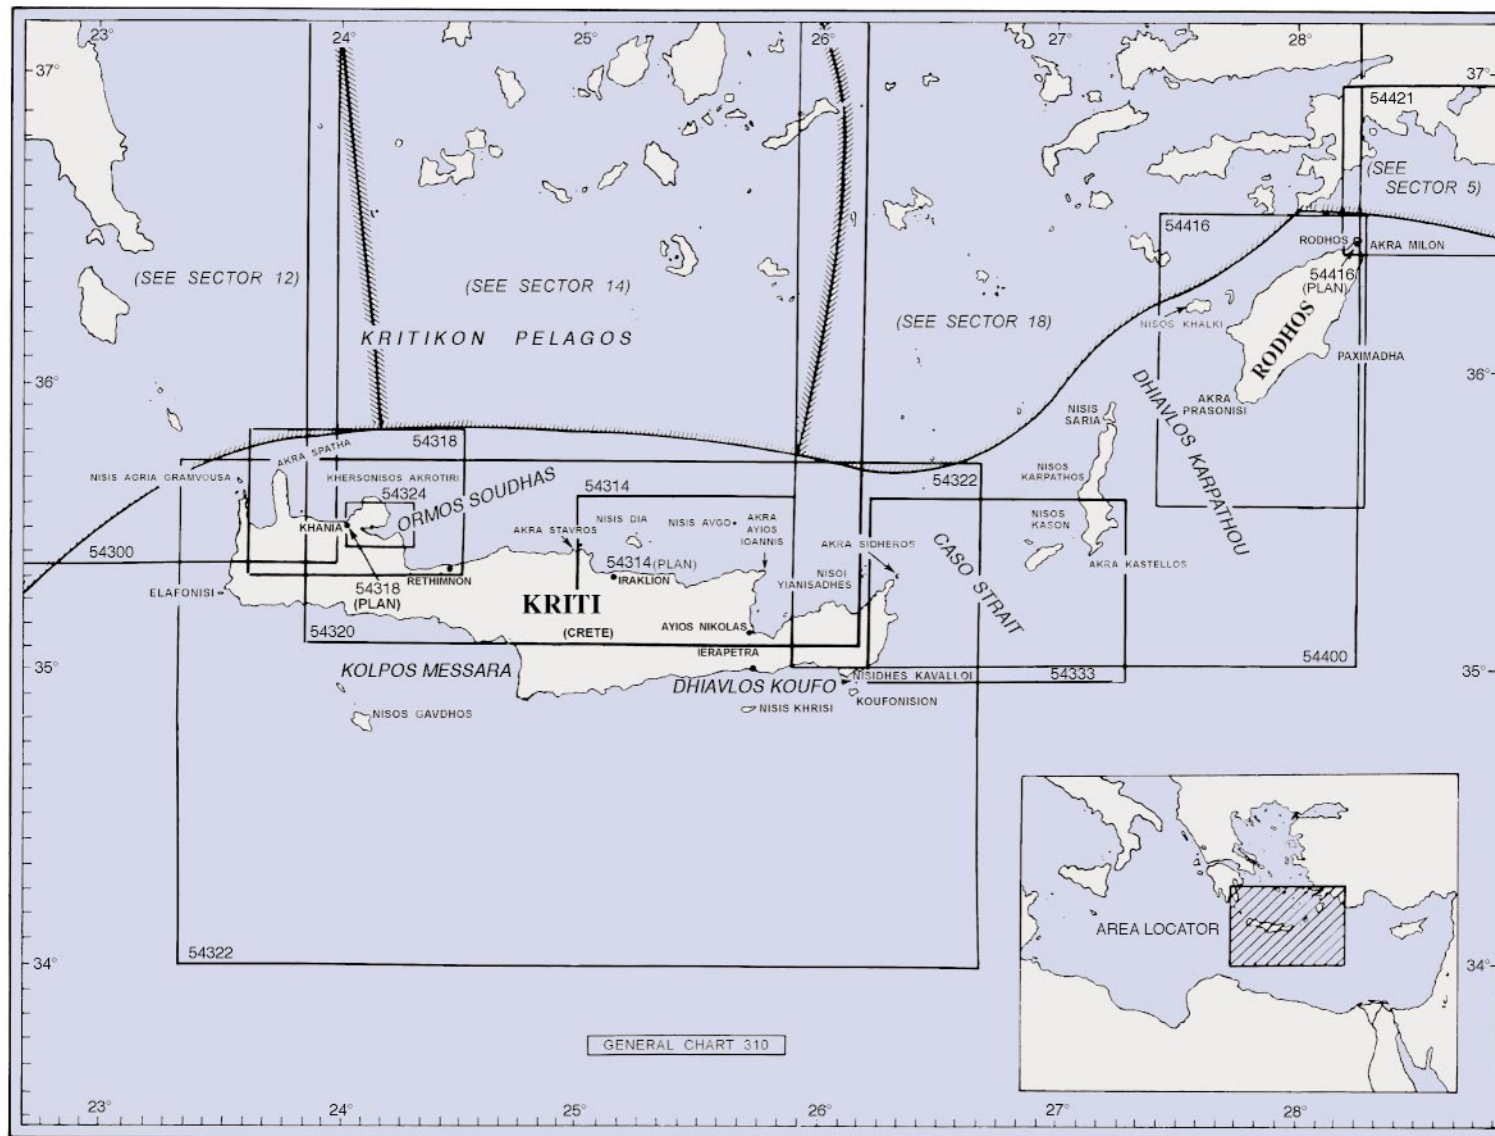 23°
24°
25°
26°
27°
28°
37°
37°
54421
(SEE
SECTOR 5)
54416
RODHOS
AKRA MILON
54416
(PLAN)
(SEE SECTOR 12)
(SEE SECTOR 14)
(SEE SECTOR 18)
KRITIKON PELAGOS
NISOS KHALKI
RODHOS
PAXIMADHA
36°
36°
DHIAVLOS KARPATHOU
AKRA
PRASONISI
NISIS
SARIA
54318
AKRA SPATHA
NISIS AGRIA GRAMVOUSA
KHERSONISOS AKROTIRI
54324
ORMOS SOUDHAS
54314
54322
NISOS
KARPATHOS
KHANIA
AKRA STAVROS
NISIS DIA
NISIS AVGO
AKRA
AYIOS
IOANNIS
AKRA SIDHEROS
NISOS
KASON
CASO STRAIT
54300
RETHIMNON
54314 (PLAN)
IRAKLION
NISOI
YIANISADHES
AKRA KASTELLOS
ELAFONISI
54318
(PLAN)
KRITI
(CRETE)
54320
AYIOS NIKOLAS
IERAPETRA
54400
35°
35°
KOLPOS MESSARA
DHIAVLOS KOUFO
NISIDHES KAVALLOI
54333
NISOS GAVDHOS
NISIS KHRISI
KOUFONISION
AREA LOCATOR
54322
34°
34°
GENERAL CHART 310
23°
24°
25°
26°
27°
28°